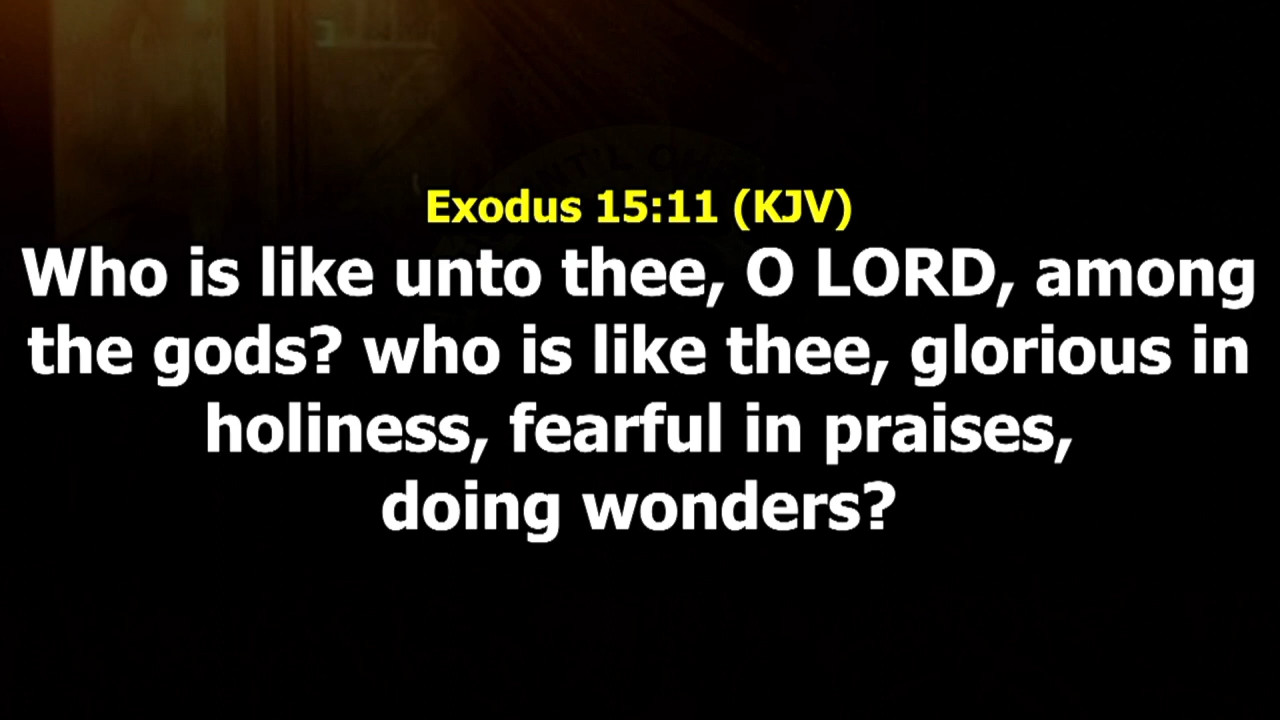 Exodus 15:11 (KJV)
Who is like unto thee, O LORD, among
the gods? who is like thee, glorious in
holiness, fearful in praises,
doing wonders?